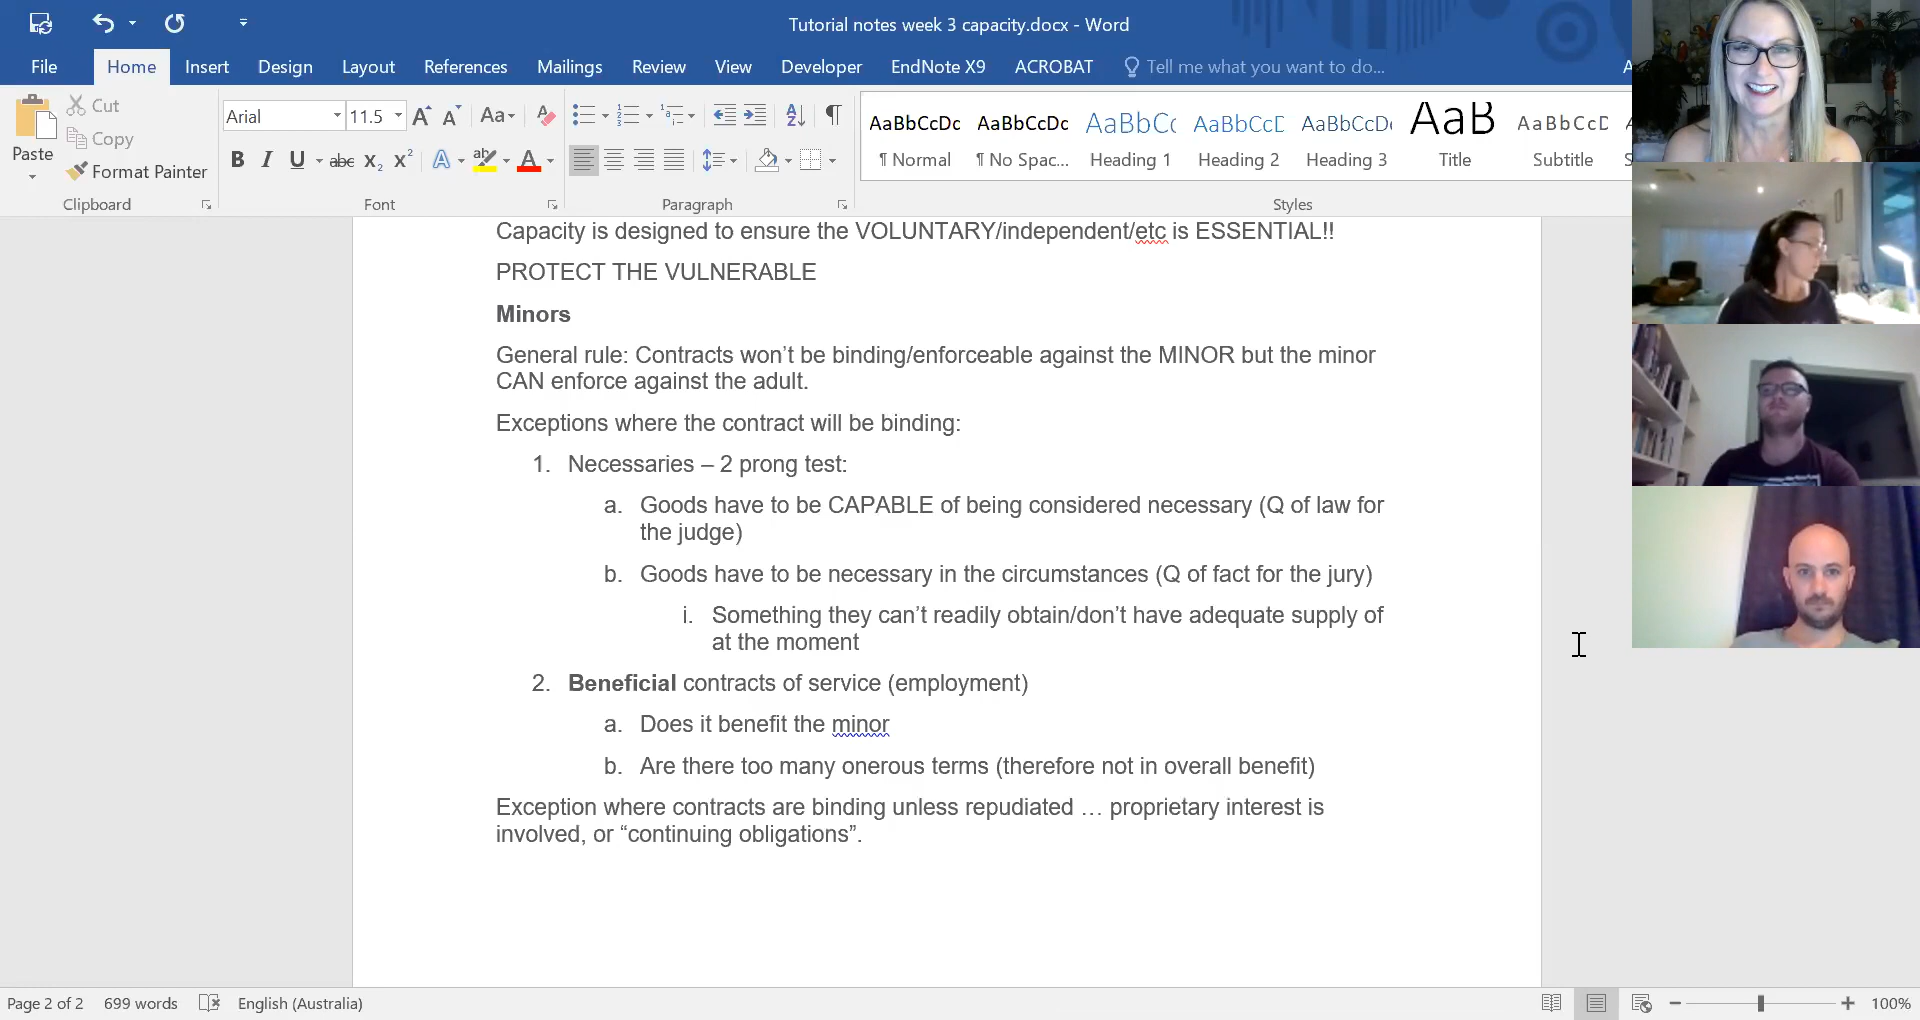 Tutorial notes week 3 capacity.docx - Word
File Home Insert Design Layout References Mailings Review View Developer EndNote X9 ACROBAT Tell me what you want to do...
Paste
Cut
Copy
Format Painter
Clipboard
Arial 11.5
Aa
B I U abc X2 X2 A ab A
Font
Paragraph
AaBbCcDc AaBbCcDc AaBbCc AaBbCcD AaBbCcDc AaB AaBbCcD
¶ Normal ¶ No Spac... Heading 1 Heading 2 Heading 3 Title Subtitle
Styles
Capacity is designed to ensure the VOLUNTARY/independent/etc is ESSENTIAL!!
PROTECT THE VULNERABLE
Minors
General rule: Contracts won’t be binding/enforceable against the MINOR but the minor
CAN enforce against the adult.
Exceptions where the contract will be binding:
1. Necessaries – 2 prong test:
a. Goods have to be CAPABLE of being considered necessary (Q of law for
the judge)
b. Goods have to be necessary in the circumstances (Q of fact for the jury)
i. Something they can’t readily obtain/don’t have adequate supply of
at the moment
2. Beneficial contracts of service (employment)
a. Does it benefit the minor
b. Are there too many onerous terms (therefore not in overall benefit)
Exception where contracts are binding unless repudiated … proprietary interest is
involved, or “continuing obligations”.
Page 2 of 2 699 words English (Australia) 100%